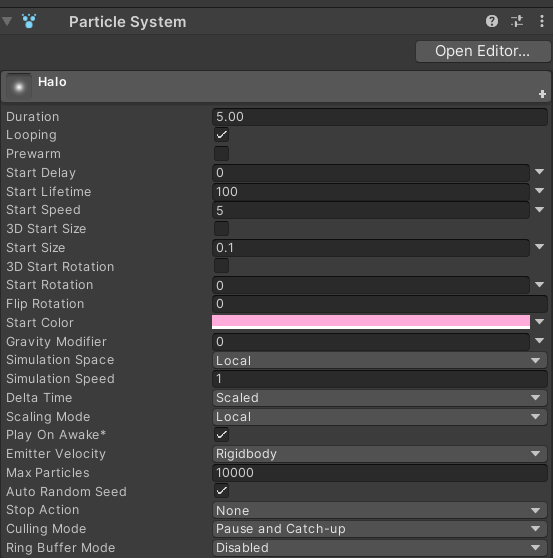 Particle System
Open Editor...
Halo
Duration 5.00
Looping
Prewarm
Start Delay 0
Start Lifetime 100
Start Speed 5
3D Start Size
Start Size 0.1
3D Start Rotation
Start Rotation 0
Flip Rotation 0
Start Color
Gravity Modifier 0
Simulation Space Local
Simulation Speed 1
Delta Time Scaled
Scaling Mode Local
Play On Awake*
Emitter Velocity Rigidbody
Max Particles 10000
Auto Random Seed
Stop Action None
Culling Mode Pause and Catch-up
Ring Buffer Mode Disabled